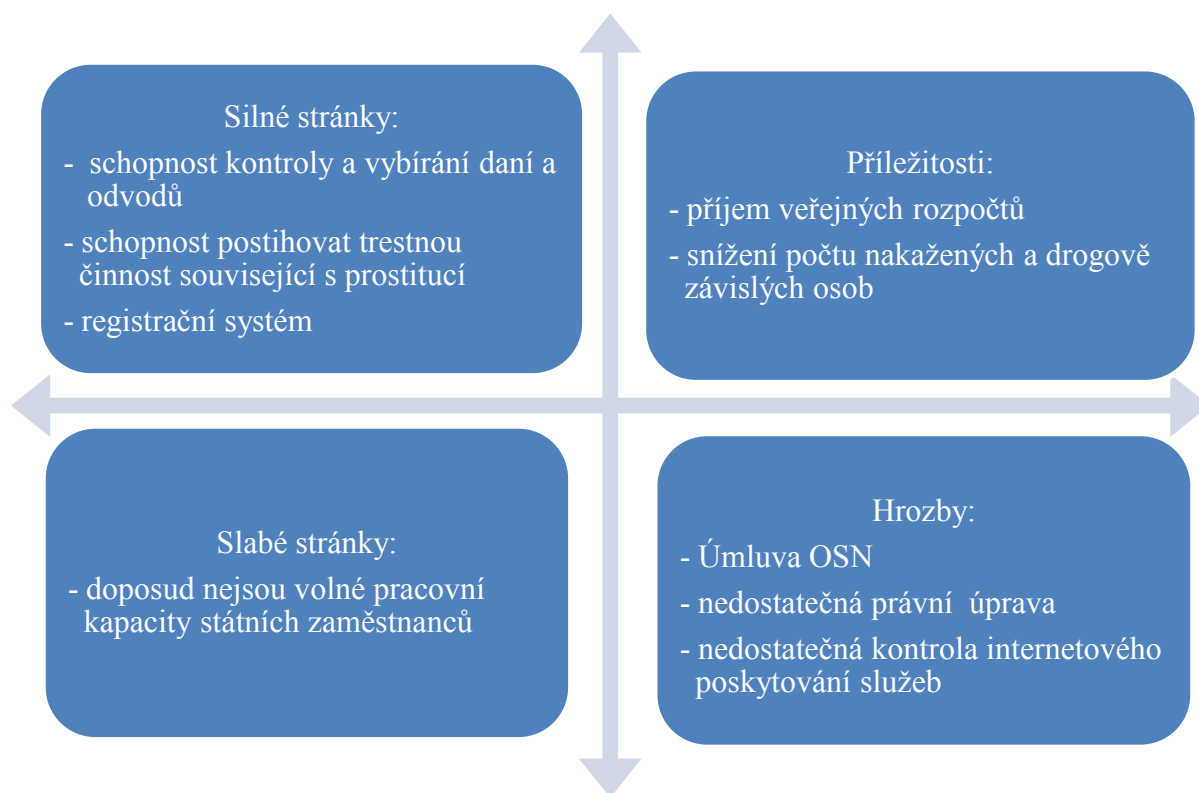 Silné stránky:
- schopnost kontroly a vybírání daní a
odvodů
- schopnost postihovat trestnou
činnost související s prostitucí
- registrační systém
Příležitosti:
- příjem veřejných rozpočtů
- snížení počtu nakažených a drogově
závislých osob
Slabé stránky:
- doposud nejsou volné pracovní
kapacity státních zaměstnanců
Hrozby:
- Úmluva OSN
- nedostatečná právní úprava
- nedostatečná kontrola internetového
poskytování služeb